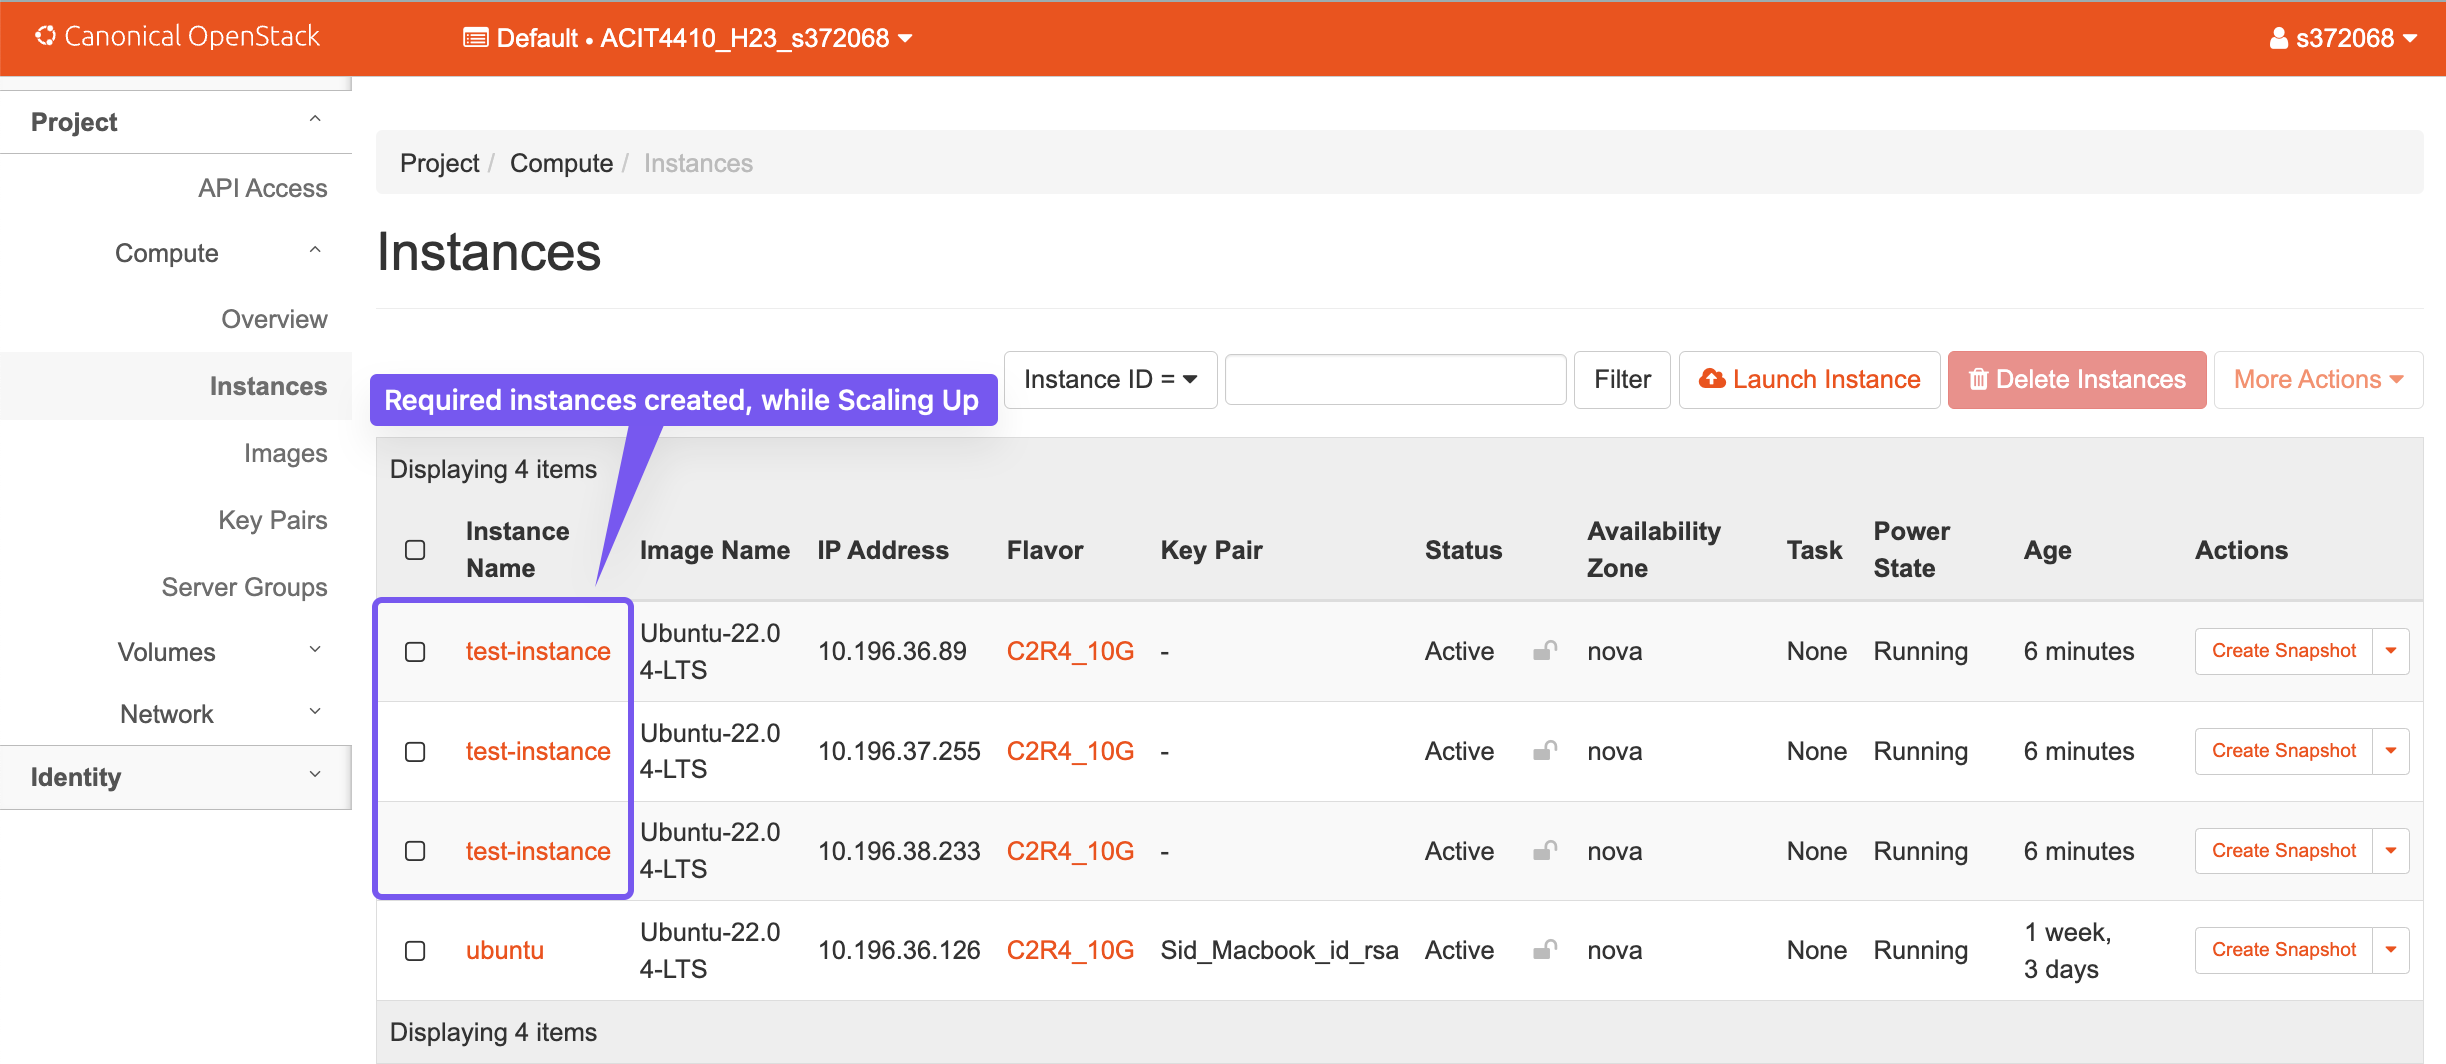 Canonical OpenStack
Default • ACIT4410_H23_s372068
s372068
Project
API Access
Compute
Overview
Instances
Images
Key Pairs
Server Groups
Volumes
Network
Identity
Project / Compute / Instances
Instances
Instance ID =
Filter
Launch Instance
Delete Instances
More Actions
Required instances created, while Scaling Up
Displaying 4 items
Instance Name Image Name IP Address Flavor Key Pair Status Availability Zone Task Power State Age Actions
test-instance Ubuntu-22.04-LTS 10.196.36.89 C2R4_10G - Active nova None Running 6 minutes Create Snapshot
test-instance Ubuntu-22.04-LTS 10.196.37.255 C2R4_10G - Active nova None Running 6 minutes Create Snapshot
test-instance Ubuntu-22.04-LTS 10.196.38.233 C2R4_10G - Active nova None Running 6 minutes Create Snapshot
ubuntu Ubuntu-22.04-LTS 10.196.36.126 C2R4_10G Sid_Macbook_id_rsa Active nova None Running 1 week, 3 days Create Snapshot
Displaying 4 items